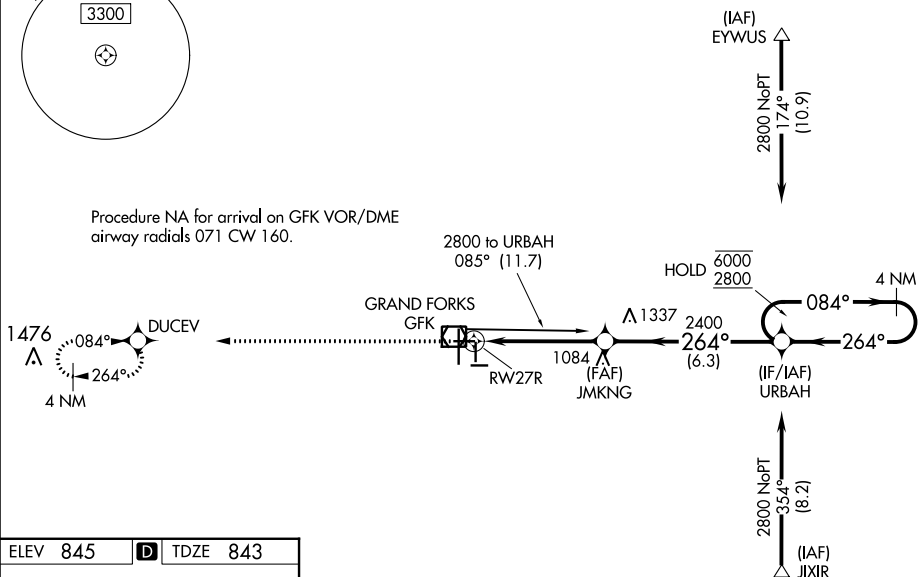 3300
(IAF)
EYWUS
2800 NoPT
174°
(10.9)
Procedure NA for arrival on GFK VOR/DME
airway radials 071 CW 160.
2800 to URBAH
085° (11.7)
HOLD
6000
2800
4 NM
084°
264°
GRAND FORKS
GFK
1337
2400
264°
(6.3)
1476
084°
DUCEV
264°
4 NM
1084
RW27R
(FAF)
JMKNG
(IF/IAF)
URBAH
2800 NoPT
354°
(8.2)
(IAF)
JIXIR
ELEV 845 D TDZE 843